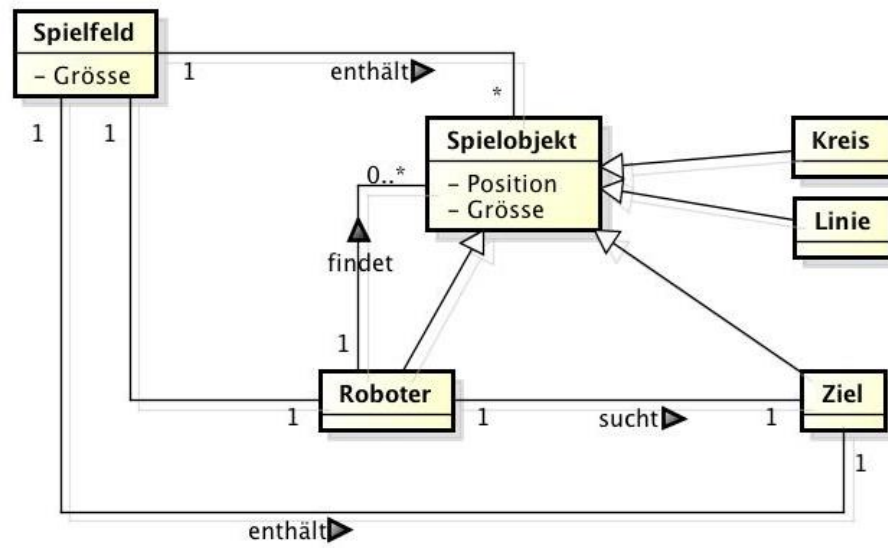 Spielfeld
– Grösse
1
enthält
*
1
1
Spielobjekt
– Position
– Grösse
Kreis
Linie
0..*
findet
1
Roboter
1
1
sucht
1
Ziel
1
enthält